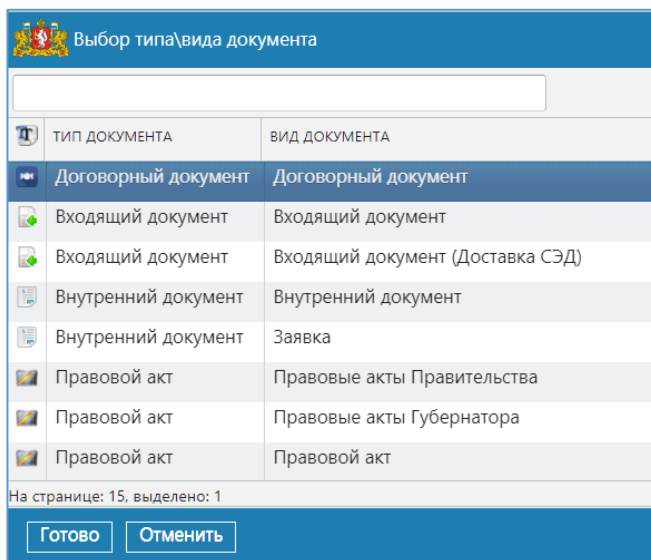 Выбор типа\вида документа
ТИП ДОКУМЕНТА ВИД ДОКУМЕНТА
Договорный документ Договорный документ
Входящий документ Входящий документ
Входящий документ Входящий документ (Доставка СЭД)
Внутренний документ Внутренний документ
Внутренний документ Заявка
Правовой акт Правовые акты Правительства
Правовой акт Правовые акты Губернатора
Правовой акт Правовой акт
На странице: 15, выделено: 1
Готово Отменить